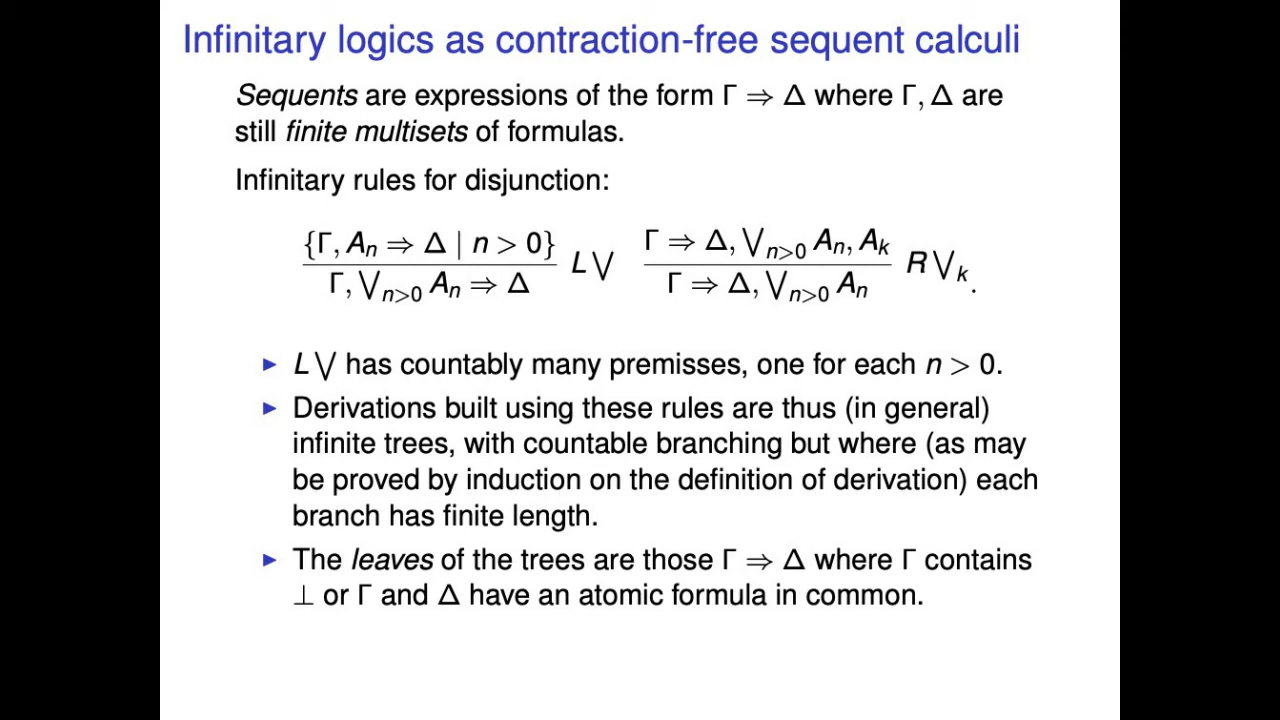 Infinitary logics as contraction-free sequent calculi
Sequents are expressions of the form Γ ⇒ Δ where Γ, Δ are
still finite multisets of formulas.
Infinitary rules for disjunction:
{Γ, Aₙ ⇒ Δ | n > 0}
Γ, ⋁ₙ>₀ Aₙ ⇒ Δ
L⋁
Γ ⇒ Δ, ⋁ₙ>₀ Aₙ, Aₖ
Γ ⇒ Δ, ⋁ₙ>₀ Aₙ
R⋁ₖ.
▶ L⋁ has countably many premisses, one for each n > 0.
▶ Derivations built using these rules are thus (in general)
infinite trees, with countable branching but where (as may
be proved by induction on the definition of derivation) each
branch has finite length.
▶ The leaves of the trees are those Γ ⇒ Δ where Γ contains
⊥ or Γ and Δ have an atomic formula in common.